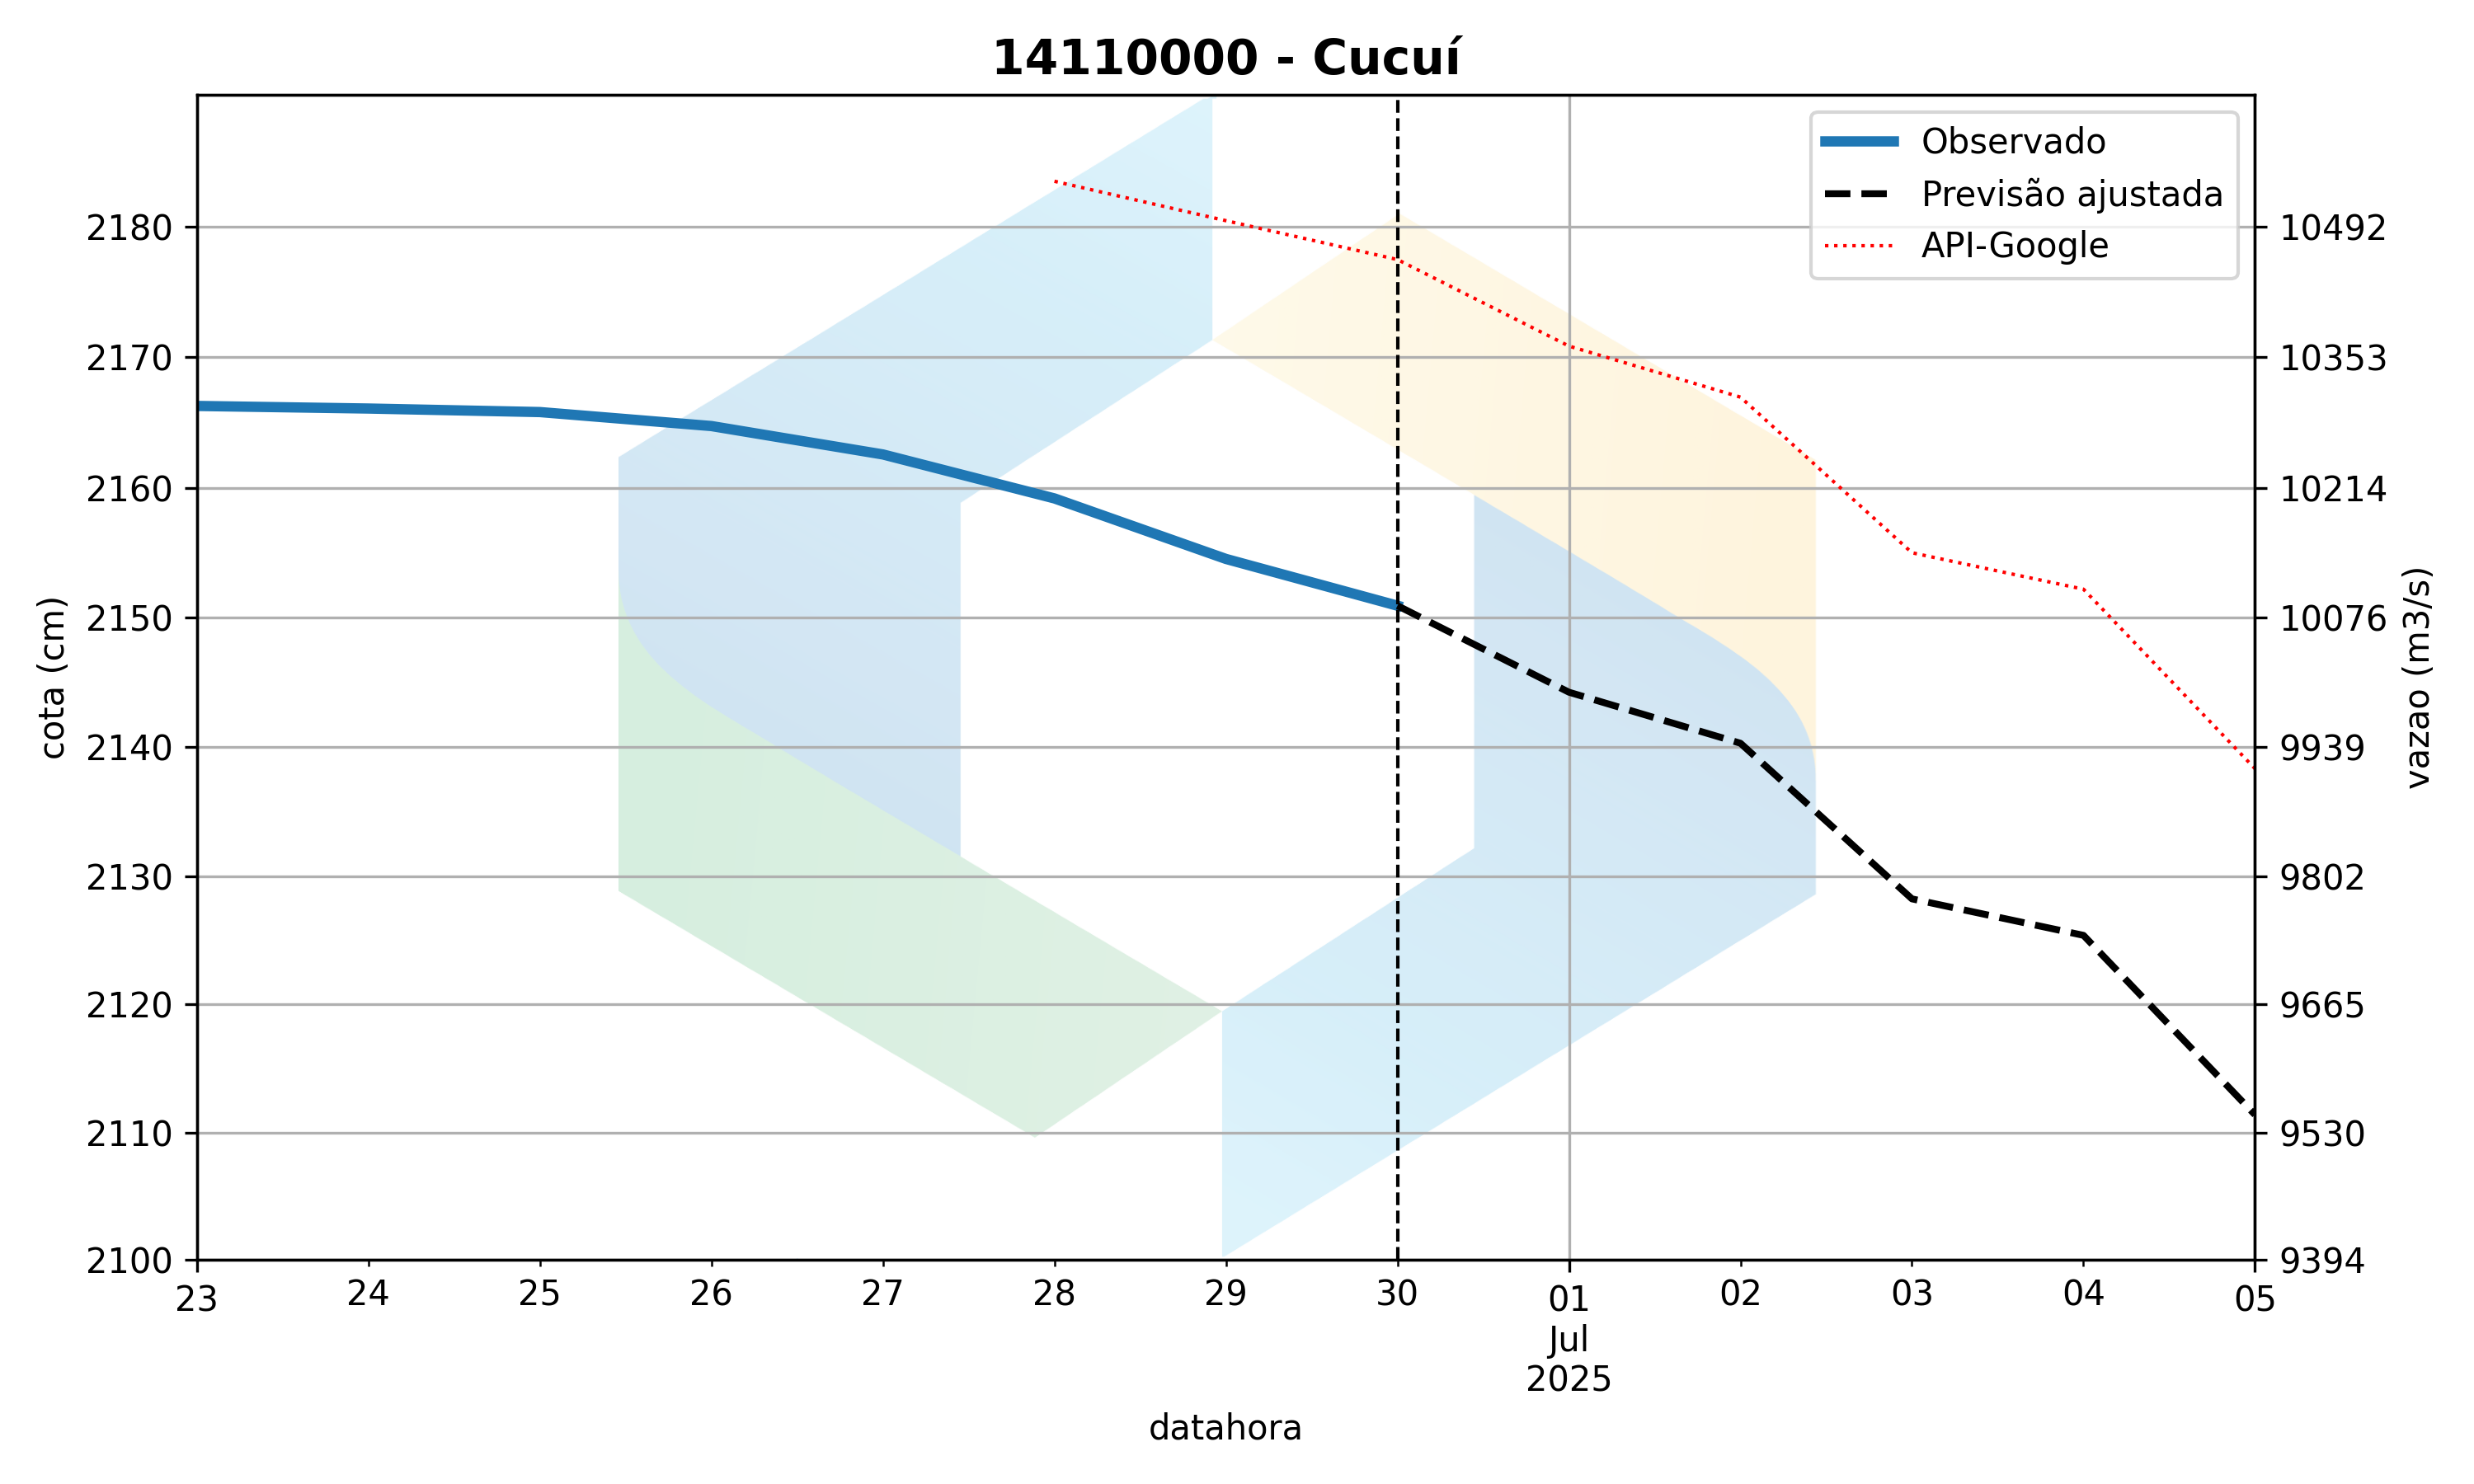 14110000 - Cucuí
Observado
Previsão ajustada
API-Google
cota (cm)
2180
2170
2160
2150
2140
2130
2120
2110
2100
10492
10353
10214
10076
9939
9802
9665
9530
9394
vazao (m3/s)
23 24 25 26 27 28 29 30 01 02 03 04 05
Jul
2025
datahora